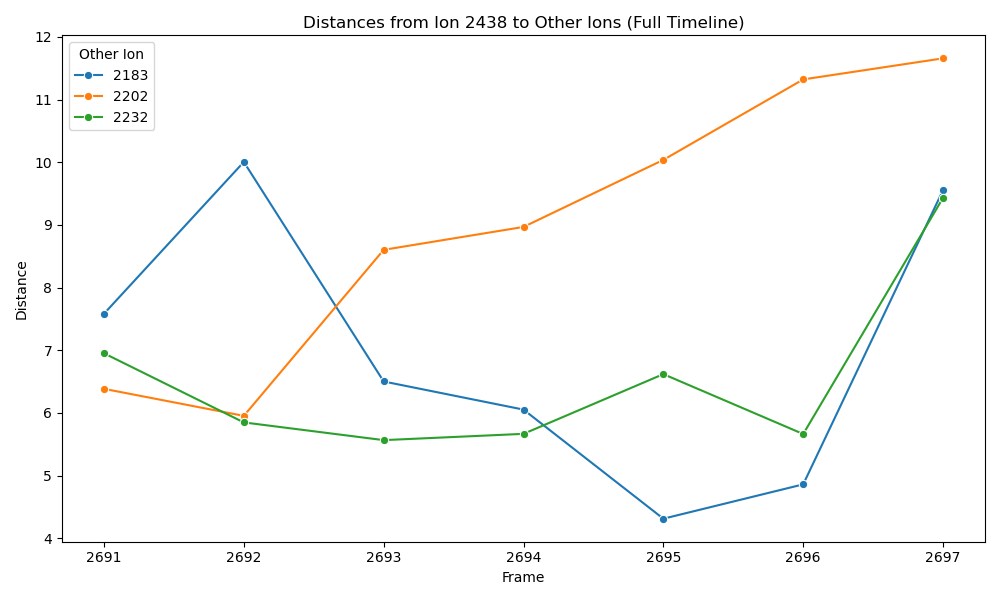 Distances from Ion 2438 to Other Ions (Full Timeline)
Other Ion
2183
2202
2232
12
11
10
9
8
7
6
5
4
Distance
2691 2692 2693 2694 2695 2696 2697
Frame